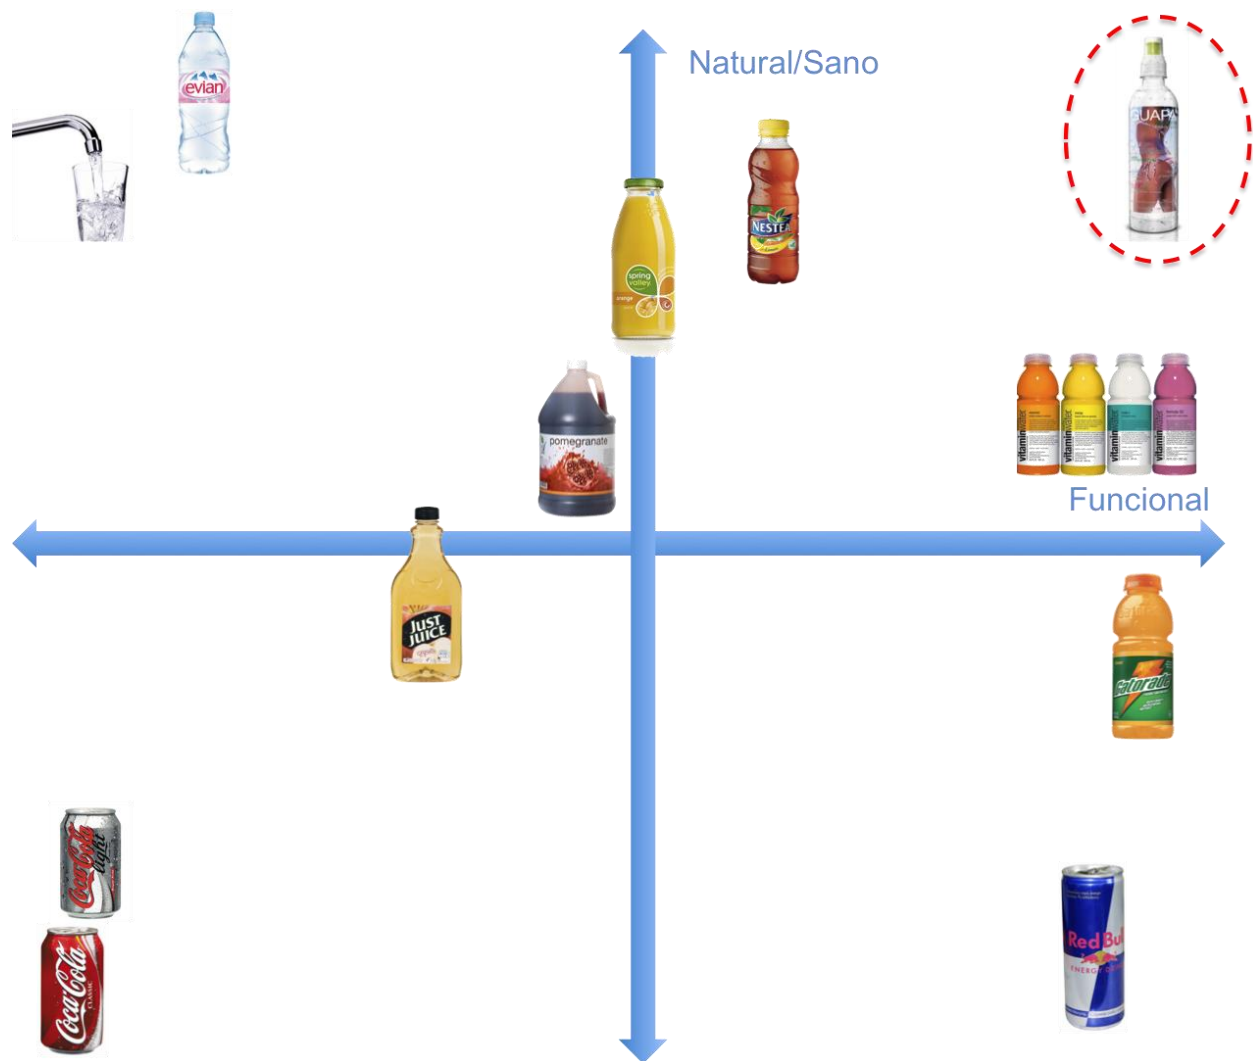 evian
Natural/Sano
GUAPA
NESTEA
spring
valley
orange
pomegranate
vitaminwater
vitaminwater
vitaminwater
vitaminwater
Funcional
JUST
JUICE
Gatorade
Coca-Cola
light
Coca-Cola
CLASSIC
Red Bull
ENERGY DRINK